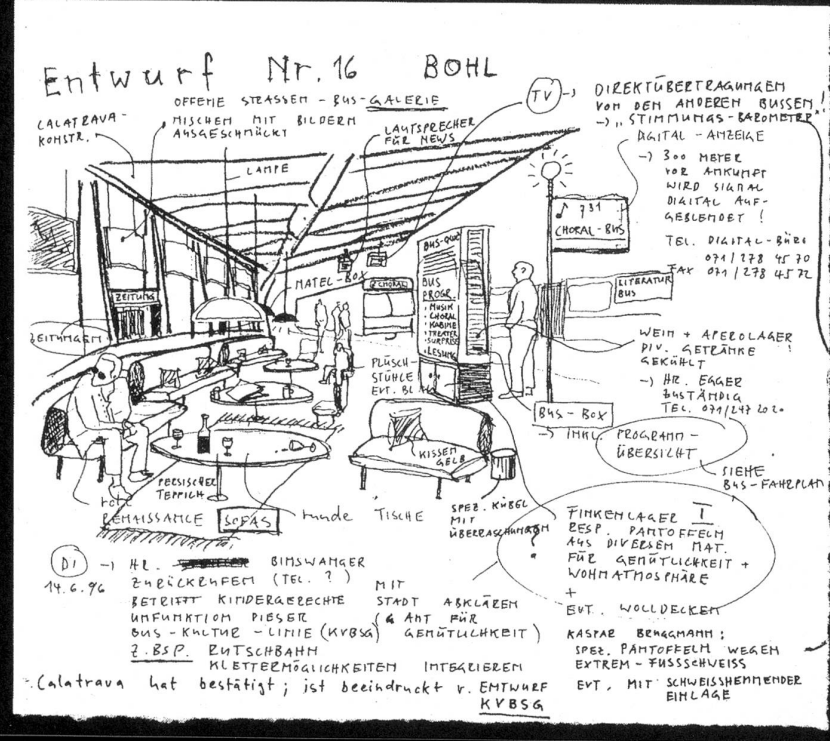 Entwurf Nr. 16 BOHL
CALATRAVA-
KONSTR.
OFFENE STRASSEN-BUS-GALERIE
NISCHEN MIT BILDERN
AUSGESCHMÜCKT
LAUTSPRECHER
FÜR NEWS
TV →
DIREKTÜBERTRAGUNGEN
VON DEN ANDEREN BUSSEN!
→ "STIMMUNGS-BAROMETER"
DIGITAL-ANZEIGE
→ 300 METER
VOR ANKUNFT
WIRD SIGNAL
DIGITAL AUF-
GEBLENDET!
TEL. DIGITAL-BÜRO
071/278 45 70
FAX 071/278 45 72
LAMPE
♪ 731
CHORAL-BUS
MATEL-BOX
CHORAL
BUS
PROGR.
• MUSIK
• CHORAL
• KABINE
• THEATER
• SURPRISE
• LESUNG
LITERATUR
BUS
ZEITUNG
ZEITUNGEN
PLÜSCH-
STÜHLE
EVT. BLAU
WEIN + APEROLAGER
DIV. GETRÄNKE
GEKÜHLT!
→ HR. EGGER
ZUSTÄNDIG
TEL. 071/247 20 20
BUS-BOX
→ INKL. PROGRAMM-
ÜBERSICHT
SIEHE
BUS-FAHRPLAN
KISSEN
GELB
PERSISCHER
TEPPICH
rote
RENAISSANCE SOFAS
runde TISCHE
SPEZ. KÜBEL
MIT
ÜBERRASCHUNGEN
?
FINKENLAGER I
RESP. PANTOFFELN
AUS DIVERSEM MAT.
FÜR GEMÜTLICHKEIT +
WOHNATMOSPHÄRE
+
EVT. WOLLDECKEN
DI → HR. BINSWANGER
14.6.96
ZURÜCKRUFEN (TEL. ?)
BETRIFFT KINDERGERECHTE
UMFUNKTION DIESER
BUS-KULTUR-LINIE (KVBSG)
Z.BSP. RUTSCHBAHN
KLETTERMÖGLICHKEITEN INTEGRIEREN
MIT
STADT ABKLÄREN
(& AMT FÜR
GEMÜTLICHKEIT)
KASPAR BRUGGMANN:
SPEZ. PANTOFFELN WEGEN
EXTREM-FUSSSCHWEISS
EVT. MIT SCHWEISSHEMMENDER
EINLAGE
Calatrava hat bestätigt; ist beeindruckt v. ENTWURF
KVBSG